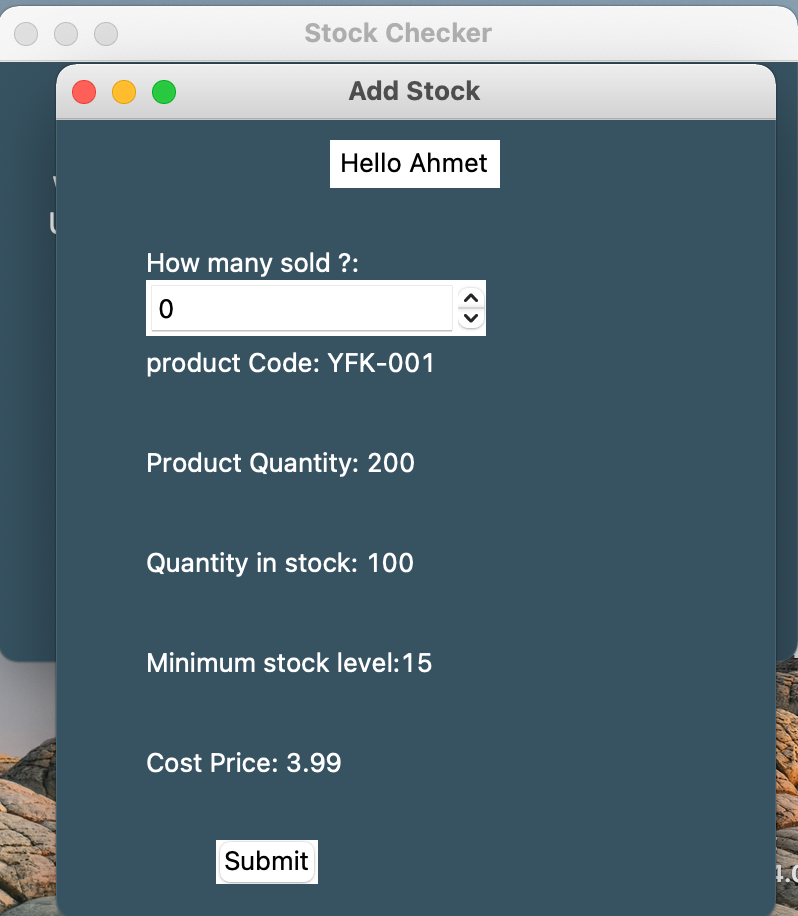 Stock Checker
Add Stock
Hello Ahmet
How many sold ?:
0
product Code: YFK-001
Product Quantity: 200
Quantity in stock: 100
Minimum stock level:15
Cost Price: 3.99
Submit